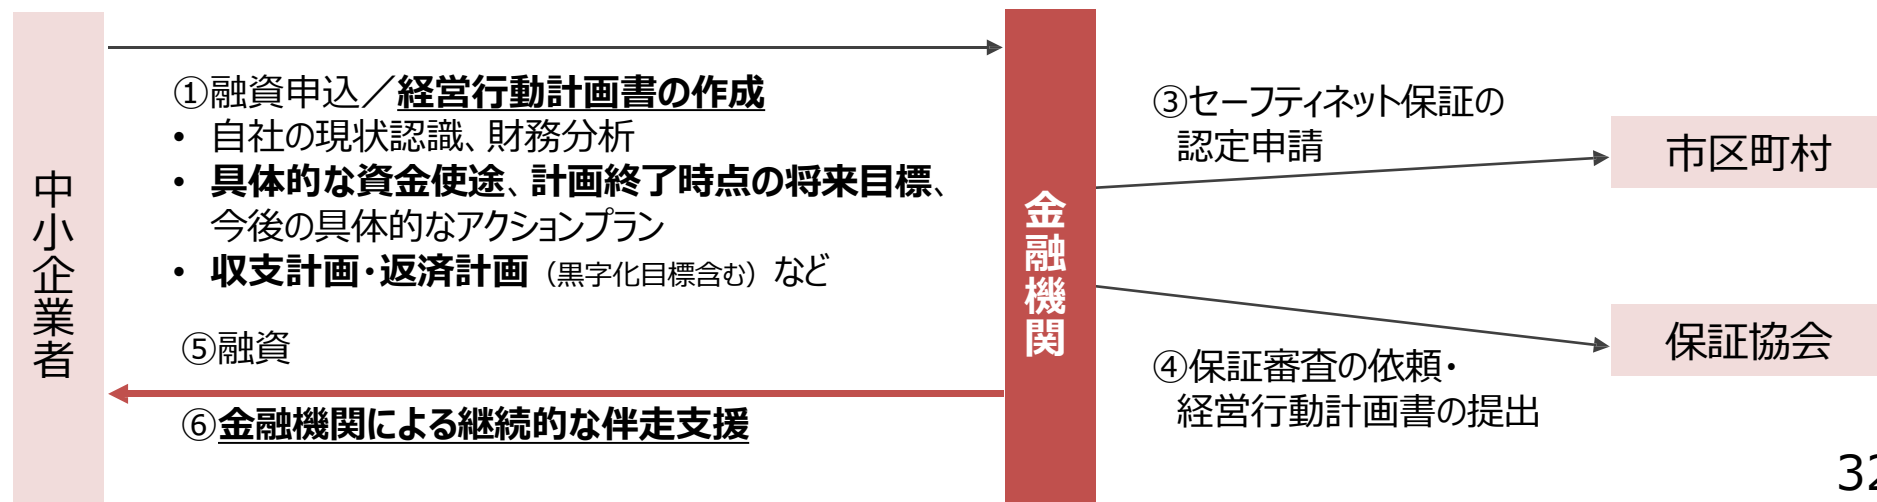 中小企業者
①融資申込／経営行動計画書の作成
• 自社の現状認識、財務分析
• 具体的な資金使途、計画終了時点の将来目標、
今後の具体的なアクションプラン
• 収支計画・返済計画（黒字化目標含む）など
⑤融資
⑥金融機関による継続的な伴走支援
金融機関
③セーフティネット保証の
認定申請
市区町村
④保証審査の依頼・
経営行動計画書の提出
保証協会
32